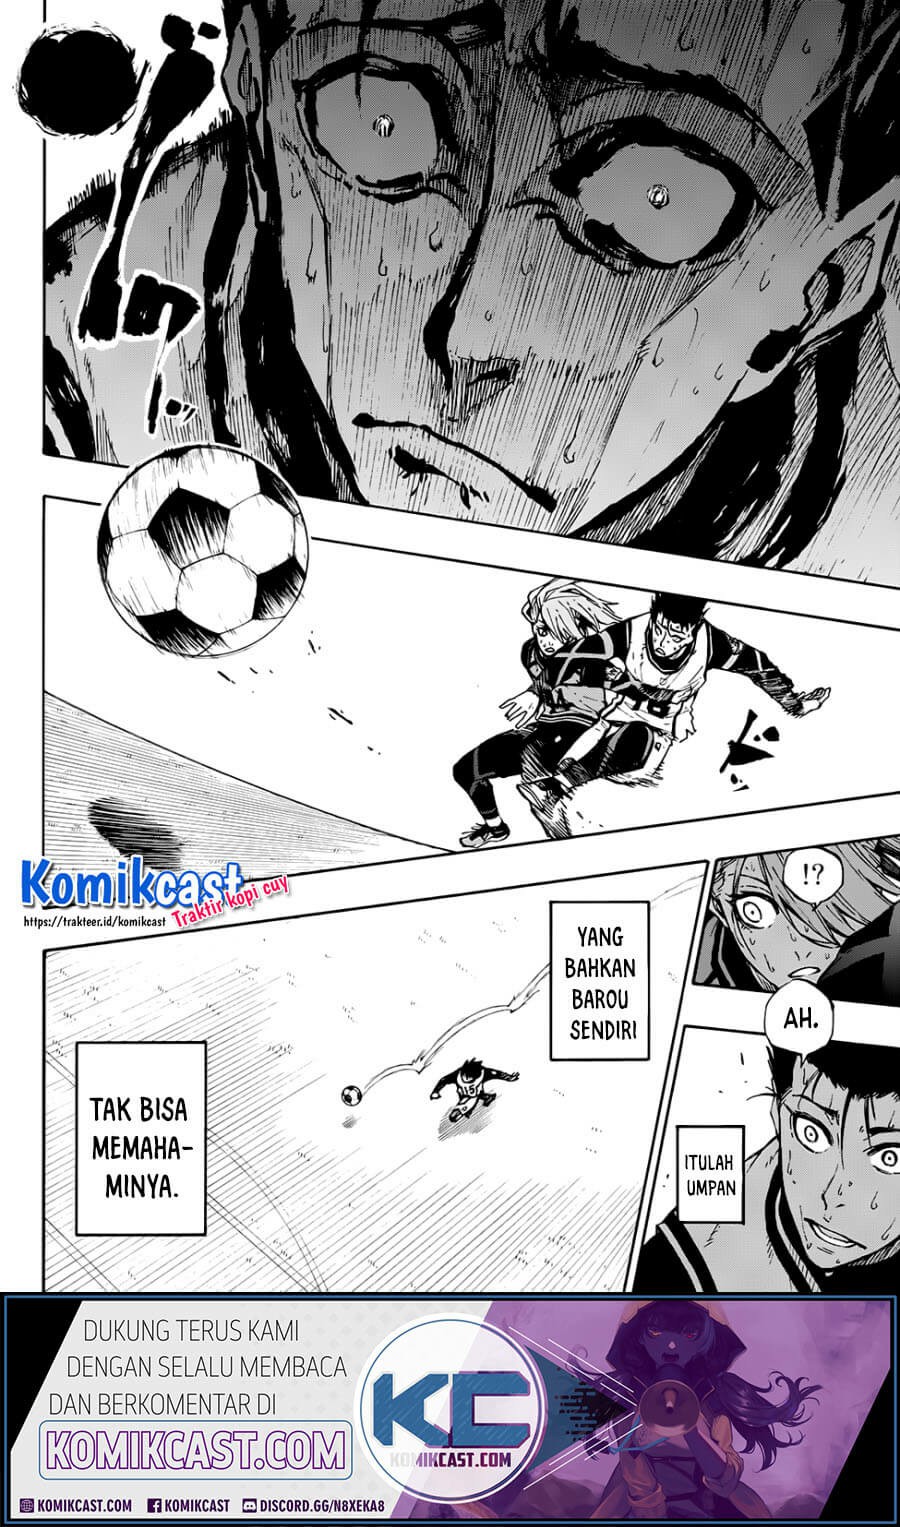 Komikcast
Traktir kopi cuy
https://trakteer.id/komikcast
!?
AH.
ITULAH
UMPAN
YANG
BAHKAN
BAROU
SENDIRI
TAK BISA
MEMAHA-
MINYA.
DUKUNG TERUS KAMI
DENGAN SELALU MEMBACA
DAN BERKOMENTAR DI
KOMIKCAST.COM
KOMIKCAST.COM KOMIKCAST DISCORD.GG/N8XEKA8
KC
KOMIKCAST.COM